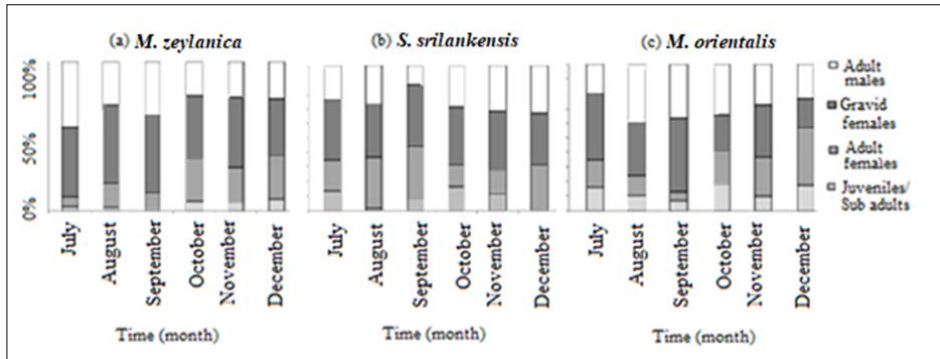 (a) M. zeylanica
(b) S. srilankensis
(c) M. orientalis
100%
50%
0%
July
August
September
October
November
December
Time (month)
July
August
September
October
November
December
Time (month)
July
August
September
October
November
December
Time (month)
Adult
males
Gravid
females
Adult
females
Juveniles/
Sub adults